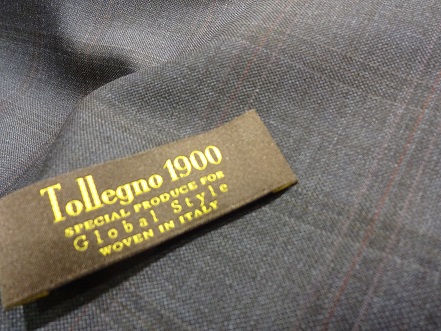 Tollegno 1900
SPECIAL PRODUCE FOR
Global Style
WOVEN IN ITALY